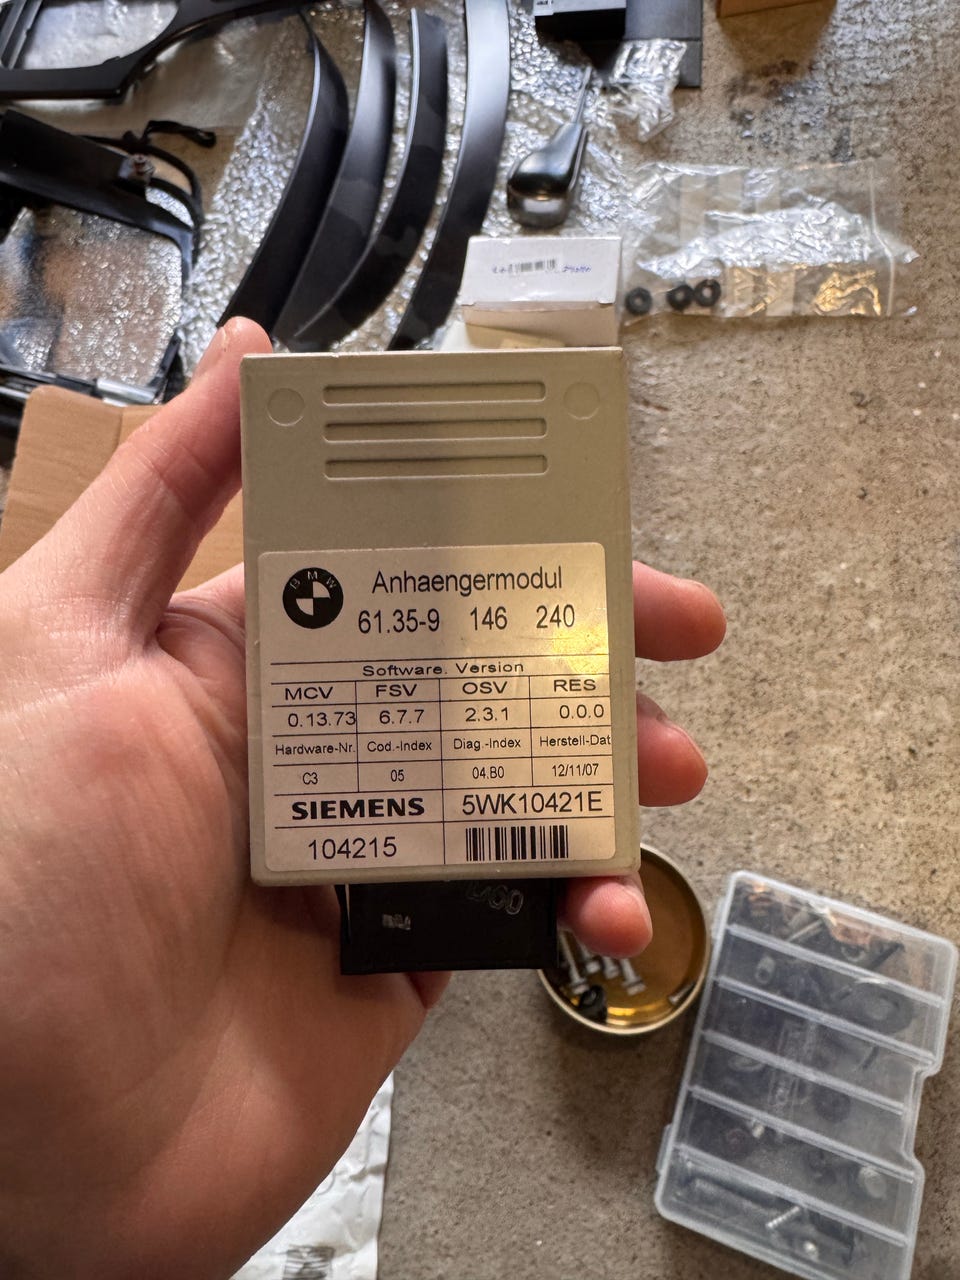 BMW
Anhaengermodul
61.35-9 146 240
Software. Version
MCV FSV OSV RES
0.13.73 6.7.7 2.3.1 0.0.0
Hardware-Nr. Cod.-Index Diag.-Index Herstell-Dat
C3 05 04.B0 12/11/07
SIEMENS 5WK10421E
104215